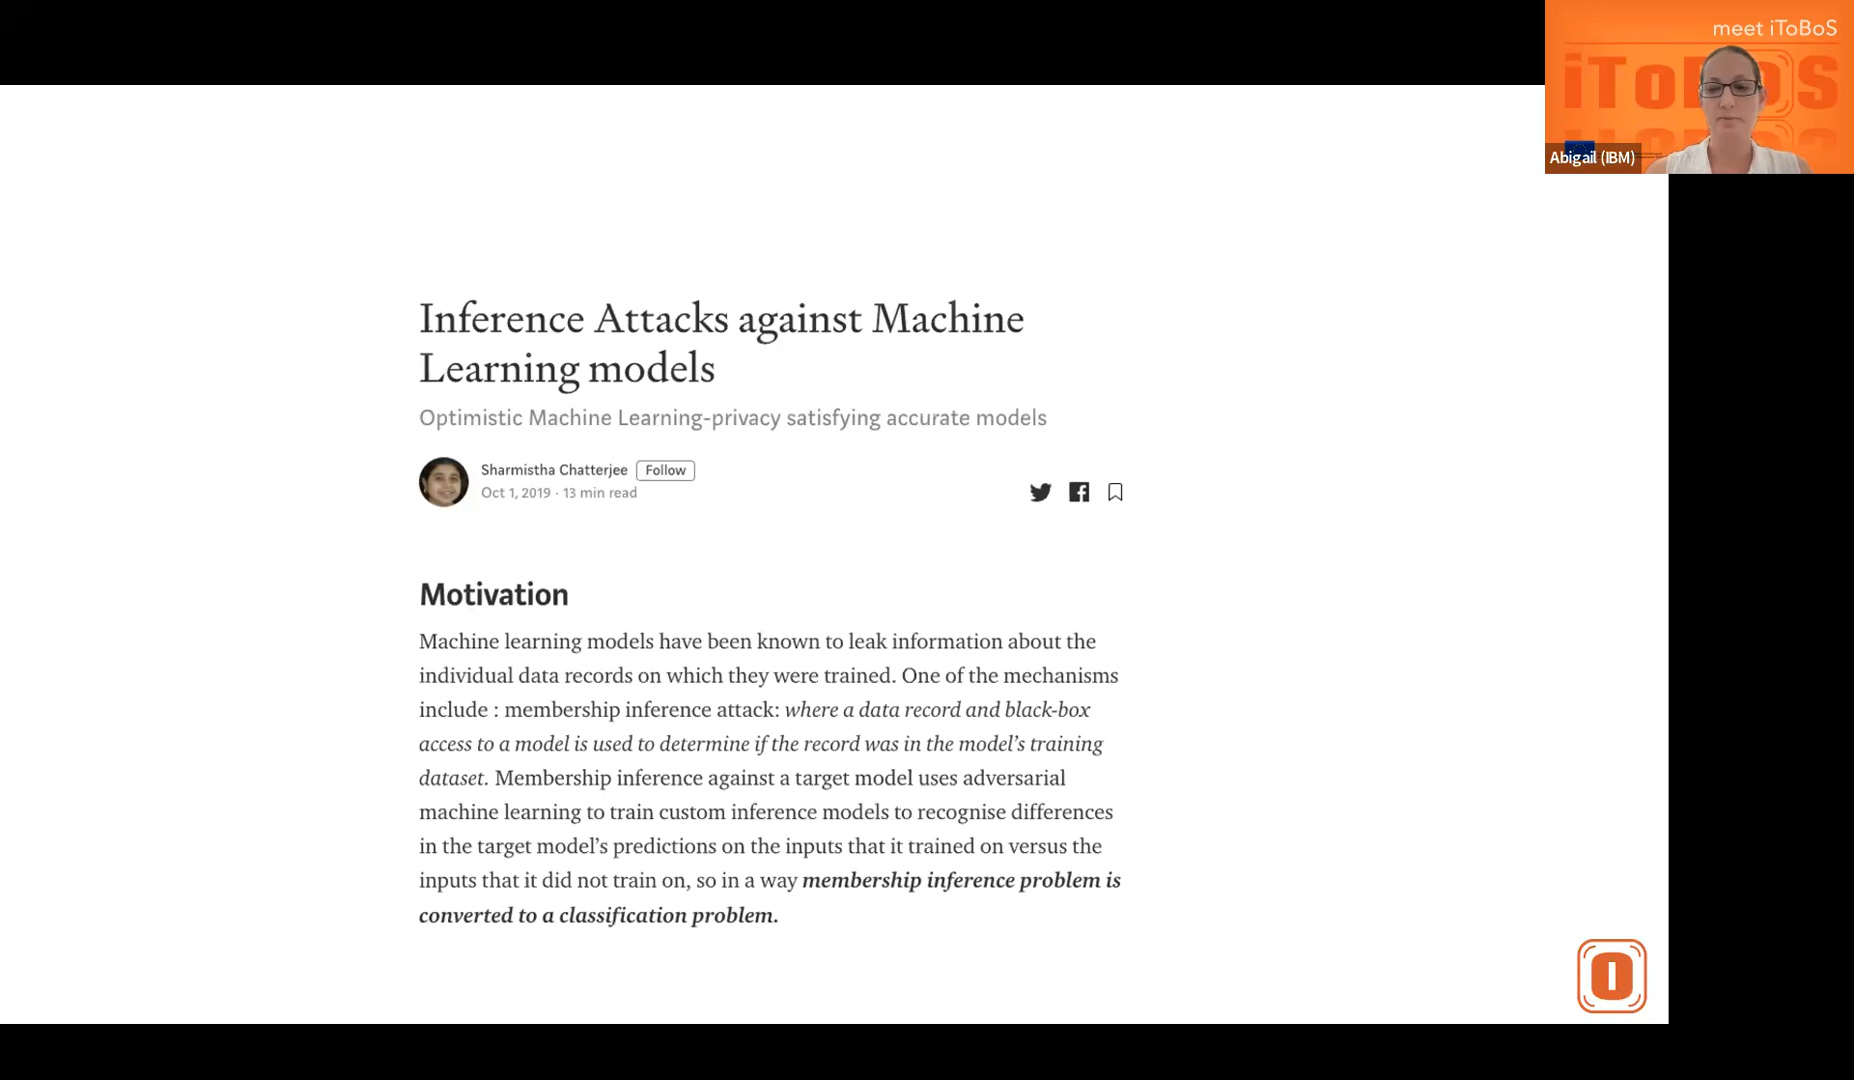 meet iToBoS
iToBoS
Abigail (IBM)
Inference Attacks against Machine
Learning models
Optimistic Machine Learning-privacy satisfying accurate models
Sharmistha Chatterjee Follow
Oct 1, 2019 · 13 min read
Motivation
Machine learning models have been known to leak information about the
individual data records on which they were trained. One of the mechanisms
include : membership inference attack: where a data record and black-box
access to a model is used to determine if the record was in the model’s training
dataset. Membership inference against a target model uses adversarial
machine learning to train custom inference models to recognise differences
in the target model’s predictions on the inputs that it trained on versus the
inputs that it did not train on, so in a way membership inference problem is
converted to a classification problem.